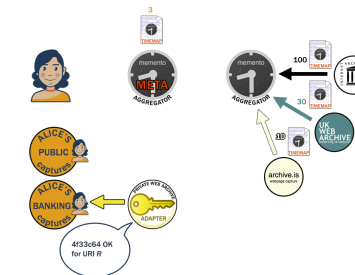 3
TIMEMAP
memento
META
AGGREGATOR
memento
AGGREGATOR
100
TIMEMAP
30
TIMEMAP
UK
WEB
ARCHIVE
TIMEMAP
archive.is
webpage capture
ALICE'S
PUBLIC
captures
ALICE'S
BANKING
captures
PRIVATE WEB ARCHIVE
ADAPTER
4f33c64 OK
for URI R